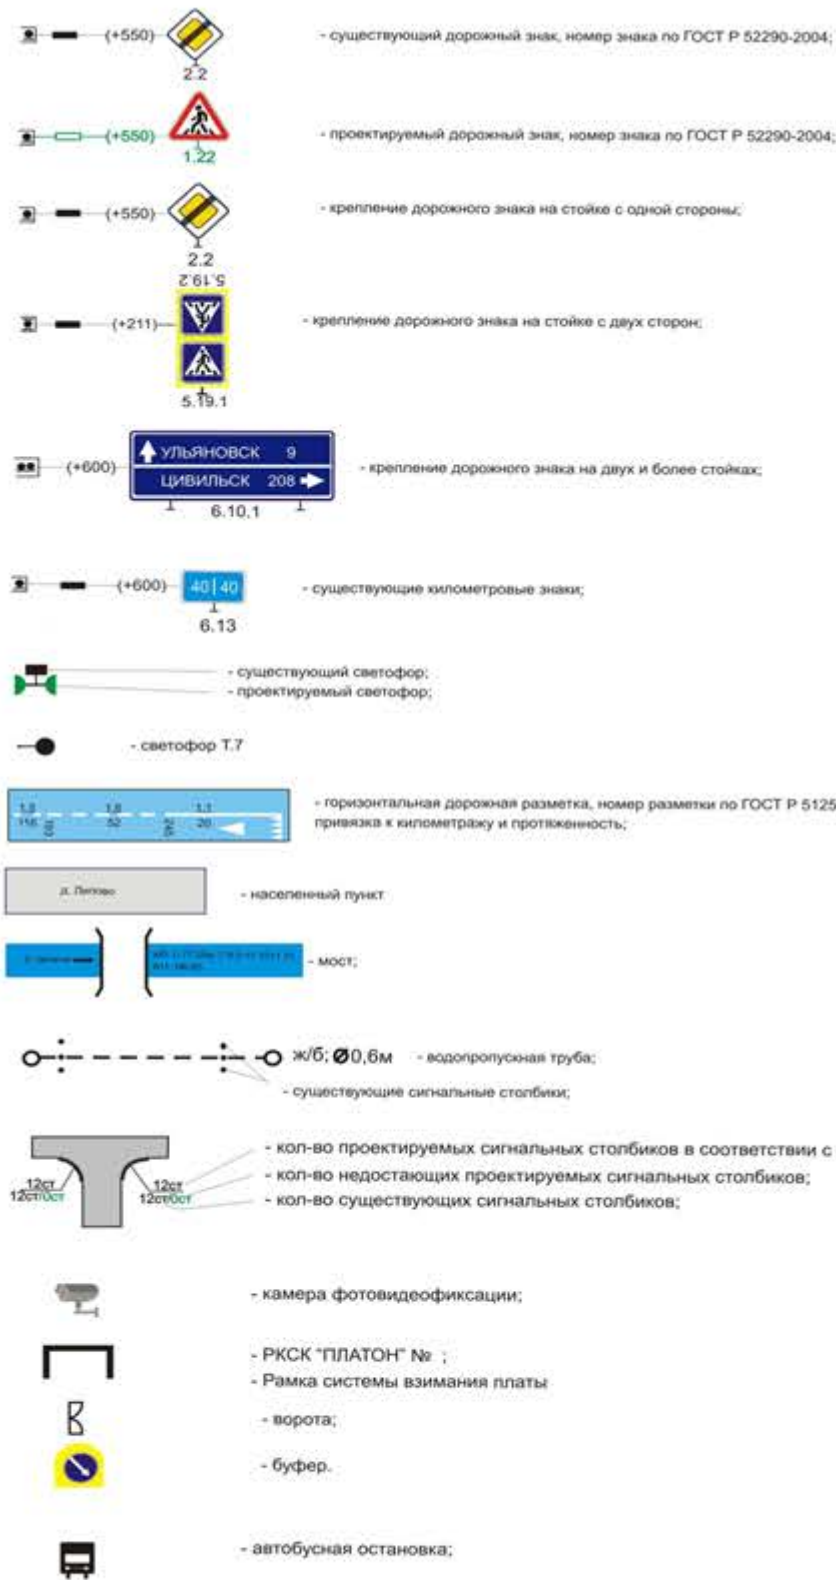 (+550)
- существующий дорожный знак, номер знака по ГОСТ Р 52290-2004;
2.2
(+550)
- проектируемый дорожный знак, номер знака по ГОСТ Р 52290-2004;
1.22
(+550)
- крепление дорожного знака на стойке с одной стороны;
2.2
5.19.2
(+211)
- крепление дорожного знака на стойке с двух сторон;
5.19.1
УЛЬЯНОВСК 9
(+600)
- крепление дорожного знака на двух и более стойках;
ЦИВИЛЬСК 208
6.10.1
(+600)
40|40
- существующие километровые знаки;
6.13
- существующий светофор;
- проектируемый светофор;
- светофор Т.7
- горизонтальная дорожная разметка, номер разметки по ГОСТ Р 5125
1.1
20
привязка к километражу и протяженность;
- населенный пункт
- мост;
ж/б; Ø0,6м - водопропускная труба;
- существующие сигнальные столбики;
- кол-во проектируемых сигнальных столбиков в соответствии с
12ст 12ст
- кол-во недостающих проектируемых сигнальных столбиков;
12ст/0ст 12ст/0ст
- кол-во существующих сигнальных столбиков;
- камера фотовидеофиксации;
- РКСК "ПЛАТОН" № ;
- Рамка системы взимания платы
- ворота;
- буфер.
- автобусная остановка;